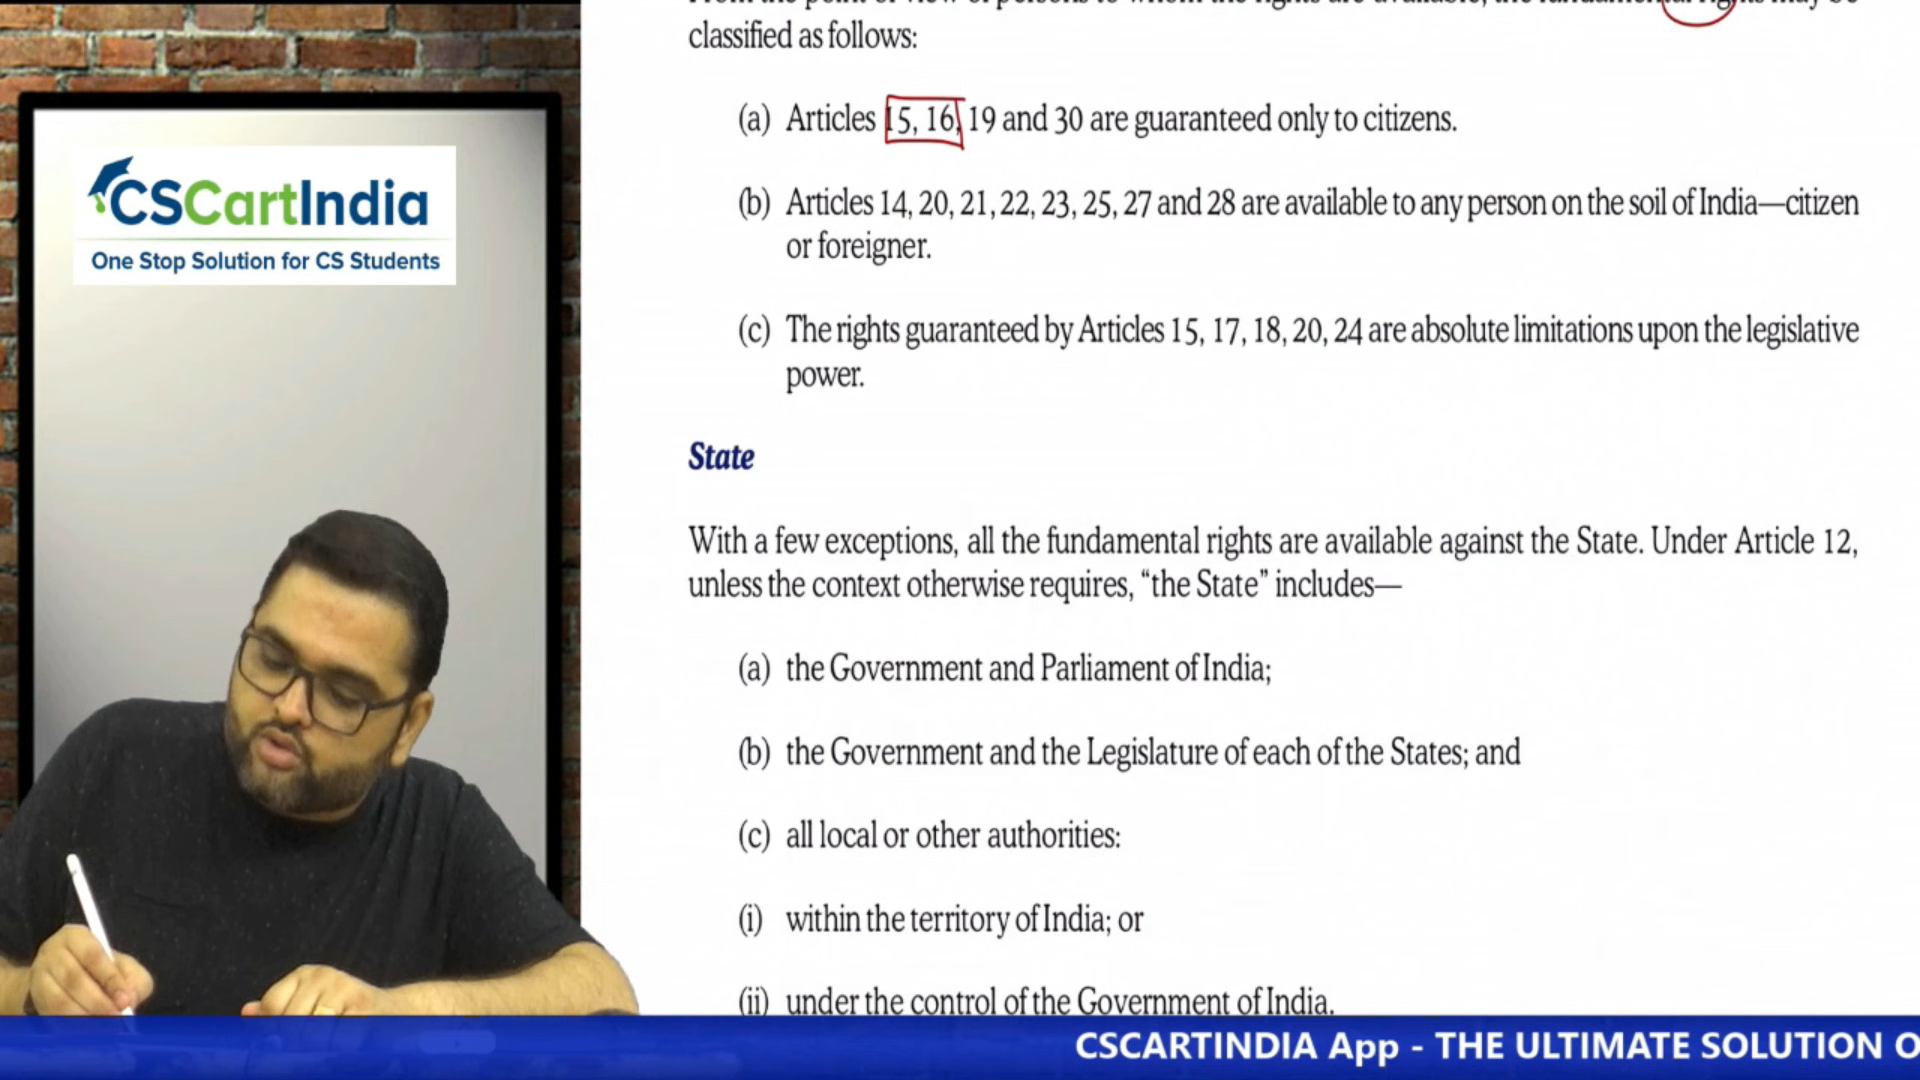 CSCartIndia
One Stop Solution for CS Students
classified as follows:
(a) Articles 15, 16, 19 and 30 are guaranteed only to citizens.
(b) Articles 14, 20, 21, 22, 23, 25, 27 and 28 are available to any person on the soil of India—citizen
or foreigner.
(c) The rights guaranteed by Articles 15, 17, 18, 20, 24 are absolute limitations upon the legislative
power.
State
With a few exceptions, all the fundamental rights are available against the State. Under Article 12,
unless the context otherwise requires, “the State” includes—
(a) the Government and Parliament of India;
(b) the Government and the Legislature of each of the States; and
(c) all local or other authorities:
(i) within the territory of India; or
(ii) under the control of the Government of India.
CSCARTINDIA App - THE ULTIMATE SOLUTION O